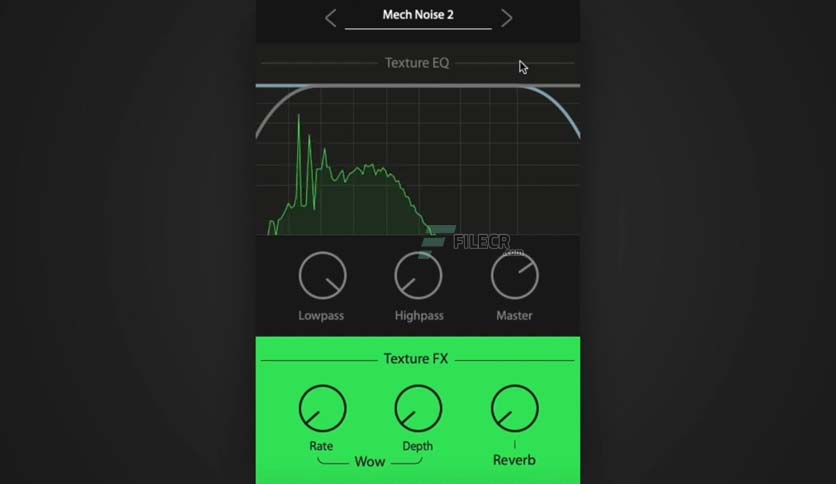 Mech Noise 2
Texture EQ
FILECR
.com
Lowpass Highpass Master
Texture FX
Rate Depth
Wow Reverb